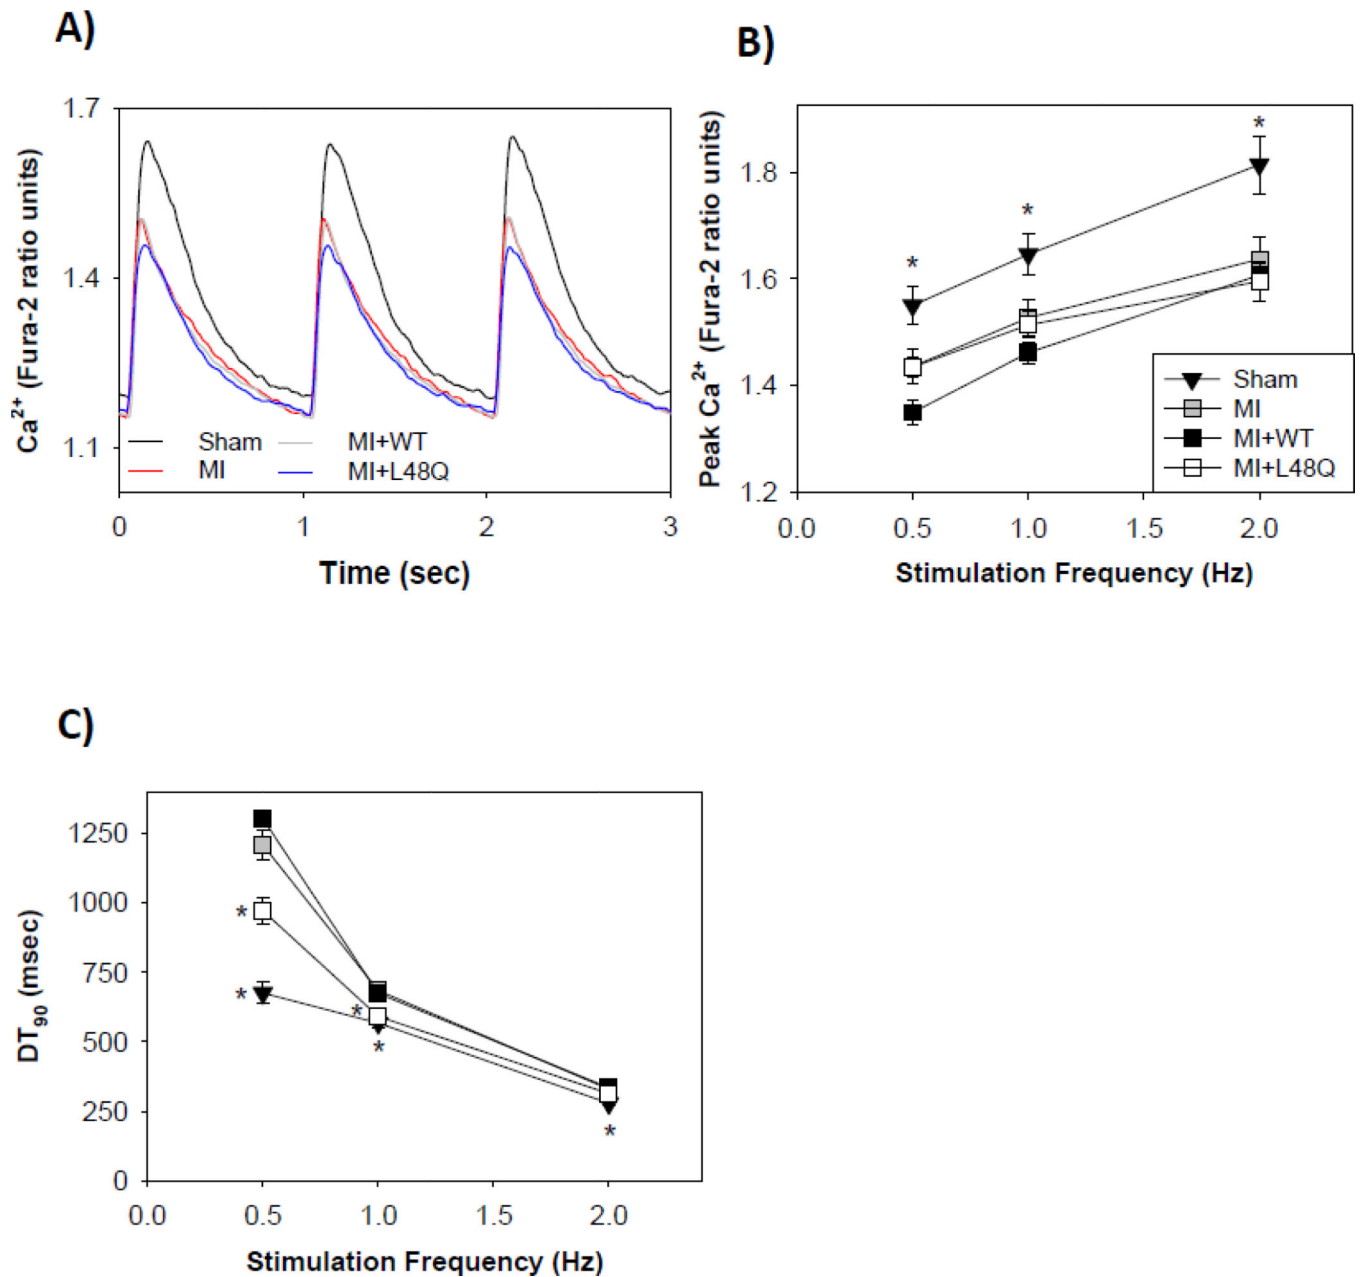 A)
1.7
1.4
1.1
Ca2+ (Fura-2 ratio units)
Sham
MI+WT
MI
MI+L48Q
0
1
2
3
Time (sec)
B)
1.8
1.6
1.4
1.2
Peak Ca2+ (Fura-2 ratio units)
*
*
*
Sham
MI
MI+WT
MI+L48Q
0.0
0.5
1.0
1.5
2.0
Stimulation Frequency (Hz)
C)
1250
1000
750
500
250
0
DT90 (msec)
*
*
*
*
*
0.0
0.5
1.0
1.5
2.0
Stimulation Frequency (Hz)